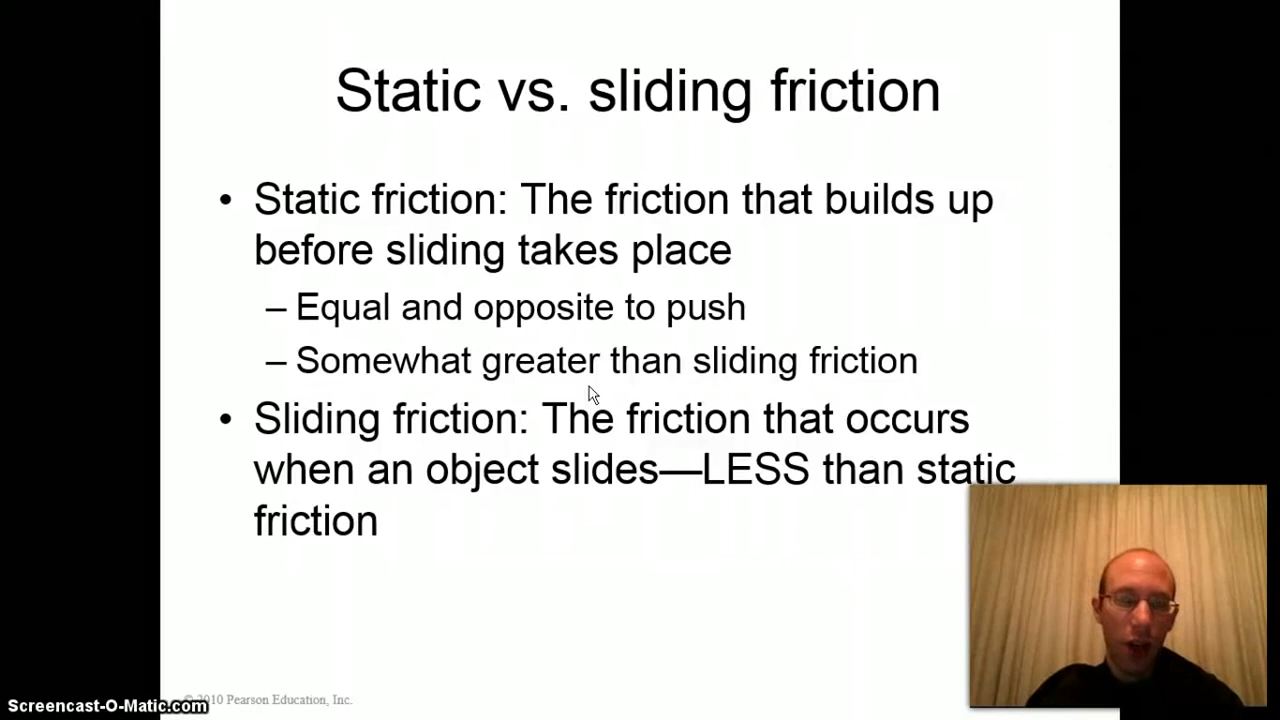 Static vs. sliding friction
• Static friction: The friction that builds up
before sliding takes place
– Equal and opposite to push
– Somewhat greater than sliding friction
• Sliding friction: The friction that occurs
when an object slides—LESS than static
friction
© 2010 Pearson Education, Inc.
Screencast-O-Matic.com